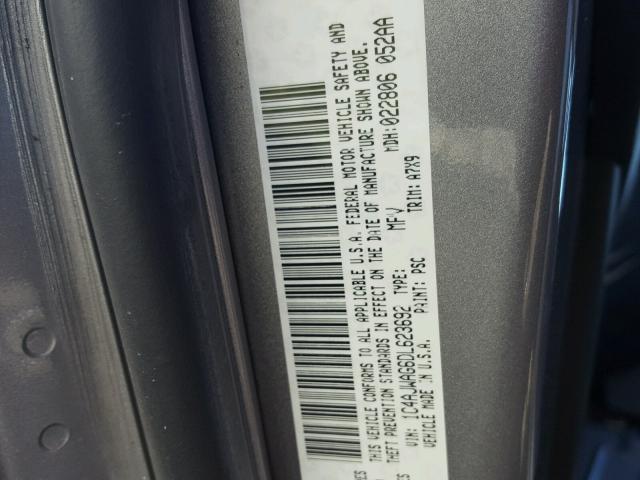 THIS VEHICLE CONFORMS TO ALL APPLICABLE U.S.A. FEDERAL MOTOR VEHICLE SAFETY AND
THEFT PREVENTION STANDARDS IN EFFECT ON THE DATE OF MANUFACTURE SHOWN ABOVE.
VIN: 1C4AJWAG6DL623692 TYPE: MPV MDH: 022806 052AA
VEHICLE MADE IN U.S.A. PAINT: PSC TRIM: A7X9